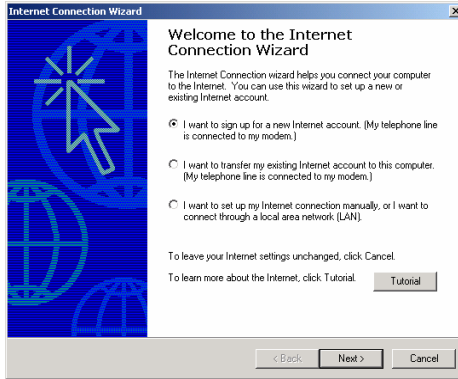 Internet Connection Wizard
Welcome to the Internet
Connection Wizard
The Internet Connection wizard helps you connect your computer
to the Internet. You can use this wizard to set up a new or
existing Internet account.
I want to sign up for a new Internet account. (My telephone line
is connected to my modem.)
I want to transfer my existing Internet account to this computer.
(My telephone line is connected to my modem.)
I want to set up my Internet connection manually, or I want to
connect through a local area network (LAN).
To leave your Internet settings unchanged, click Cancel.
To learn more about the Internet, click Tutorial.
Tutorial
< Back
Next >
Cancel